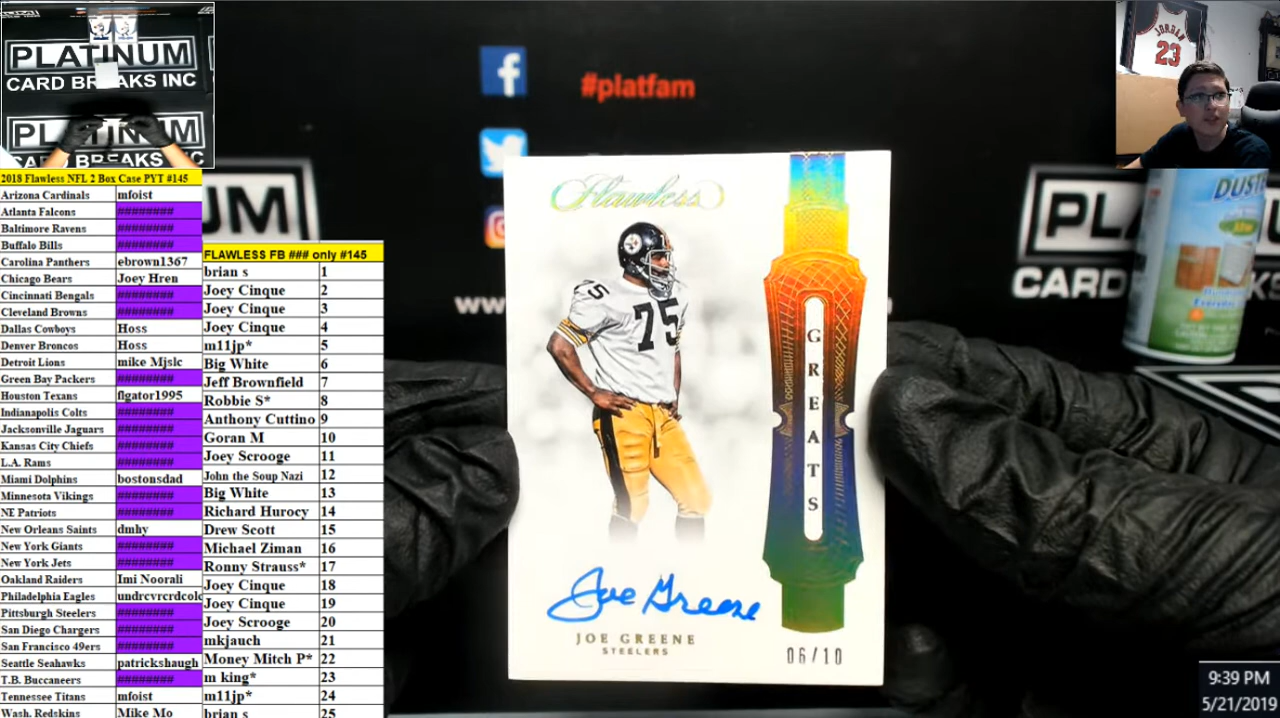 PLATINUM
CARD BREAKS INC
PLATINUM
CARD BREAKS INC
#platfam
JORDAN
23
2018 Flawless NFL 2 Box Case PYT #145
Arizona Cardinals mfoist
Atlanta Falcons ########
Baltimore Ravens ########
Buffalo Bills ########
Carolina Panthers ebrown1367
Chicago Bears Joey Hren
Cincinnati Bengals ########
Cleveland Browns ########
Dallas Cowboys Hoss
Denver Broncos Hoss
Detroit Lions mike Mjslc
Green Bay Packers ########
Houston Texans flgator1995
Indianapolis Colts ########
Jacksonville Jaguars ########
Kansas City Chiefs ########
L.A. Rams ########
Miami Dolphins bostonsdad
Minnesota Vikings ########
NE Patriots ########
New Orleans Saints dmhy
New York Giants ########
New York Jets ########
Oakland Raiders Imi Noorali
Philadelphia Eagles undrcvrcrdcol
Pittsburgh Steelers ########
San Diego Chargers ########
San Francisco 49ers ########
Seattle Seahawks patrickshaugh
T.B. Buccaneers ########
Tennessee Titans mfoist
Wash. Redskins Mike Mo
FLAWLESS FB ### only #145
brian s 1
Joey Cinque 2
Joey Cinque 3
Joey Cinque 4
m11jp* 5
Big White 6
Jeff Brownfield 7
Robbie S* 8
Anthony Cuttino 9
Goran M 10
Joey Scrooge 11
John the Soup Nazi 12
Big White 13
Richard Hurocy 14
Drew Scott 15
Michael Ziman 16
Ronny Strauss* 17
Joey Cinque 18
Joey Cinque 19
Joey Scrooge 20
mkjauch 21
Money Mitch P* 22
m king* 23
m11jp* 24
brian s 25
UM
ww
PLA
CARD
DUSTE
Flawless
75
75
GREATS
Joe Greene
JOE GREENE
STEELERS
06/10
9:39 PM
5/21/2019